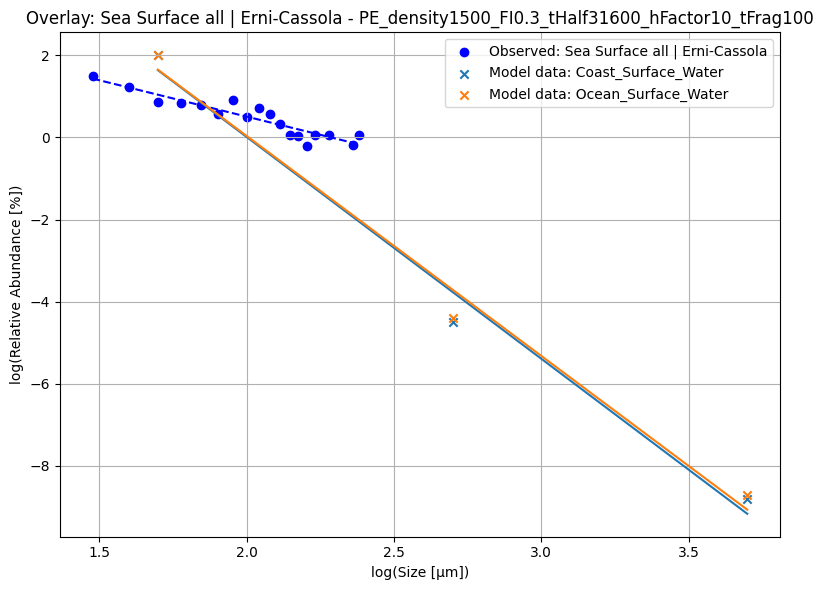 Overlay: Sea Surface all | Erni-Cassola - PE_density1500_FI0.3_tHalf31600_hFactor10_tFrag100
Observed: Sea Surface all | Erni-Cassola
Model data: Coast_Surface_Water
Model data: Ocean_Surface_Water
log(Relative Abundance [%])
2
0
−2
−4
−6
−8
1.5
2.0
2.5
3.0
3.5
log(Size [μm])